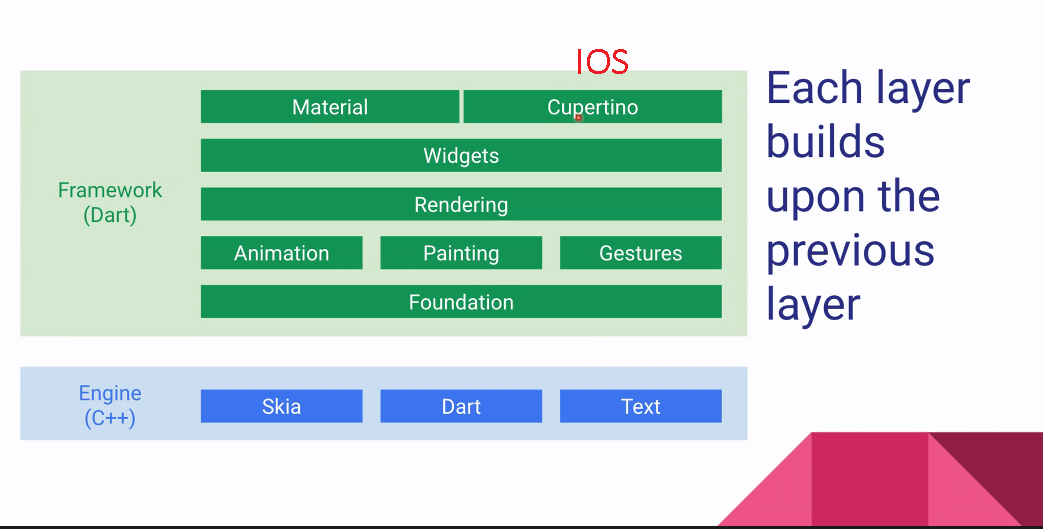 IOS
Material
Cupertino
Widgets
Framework
(Dart)
Rendering
Animation
Painting
Gestures
Foundation
Engine
(C++)
Skia
Dart
Text
Each layer
builds
upon the
previous
layer